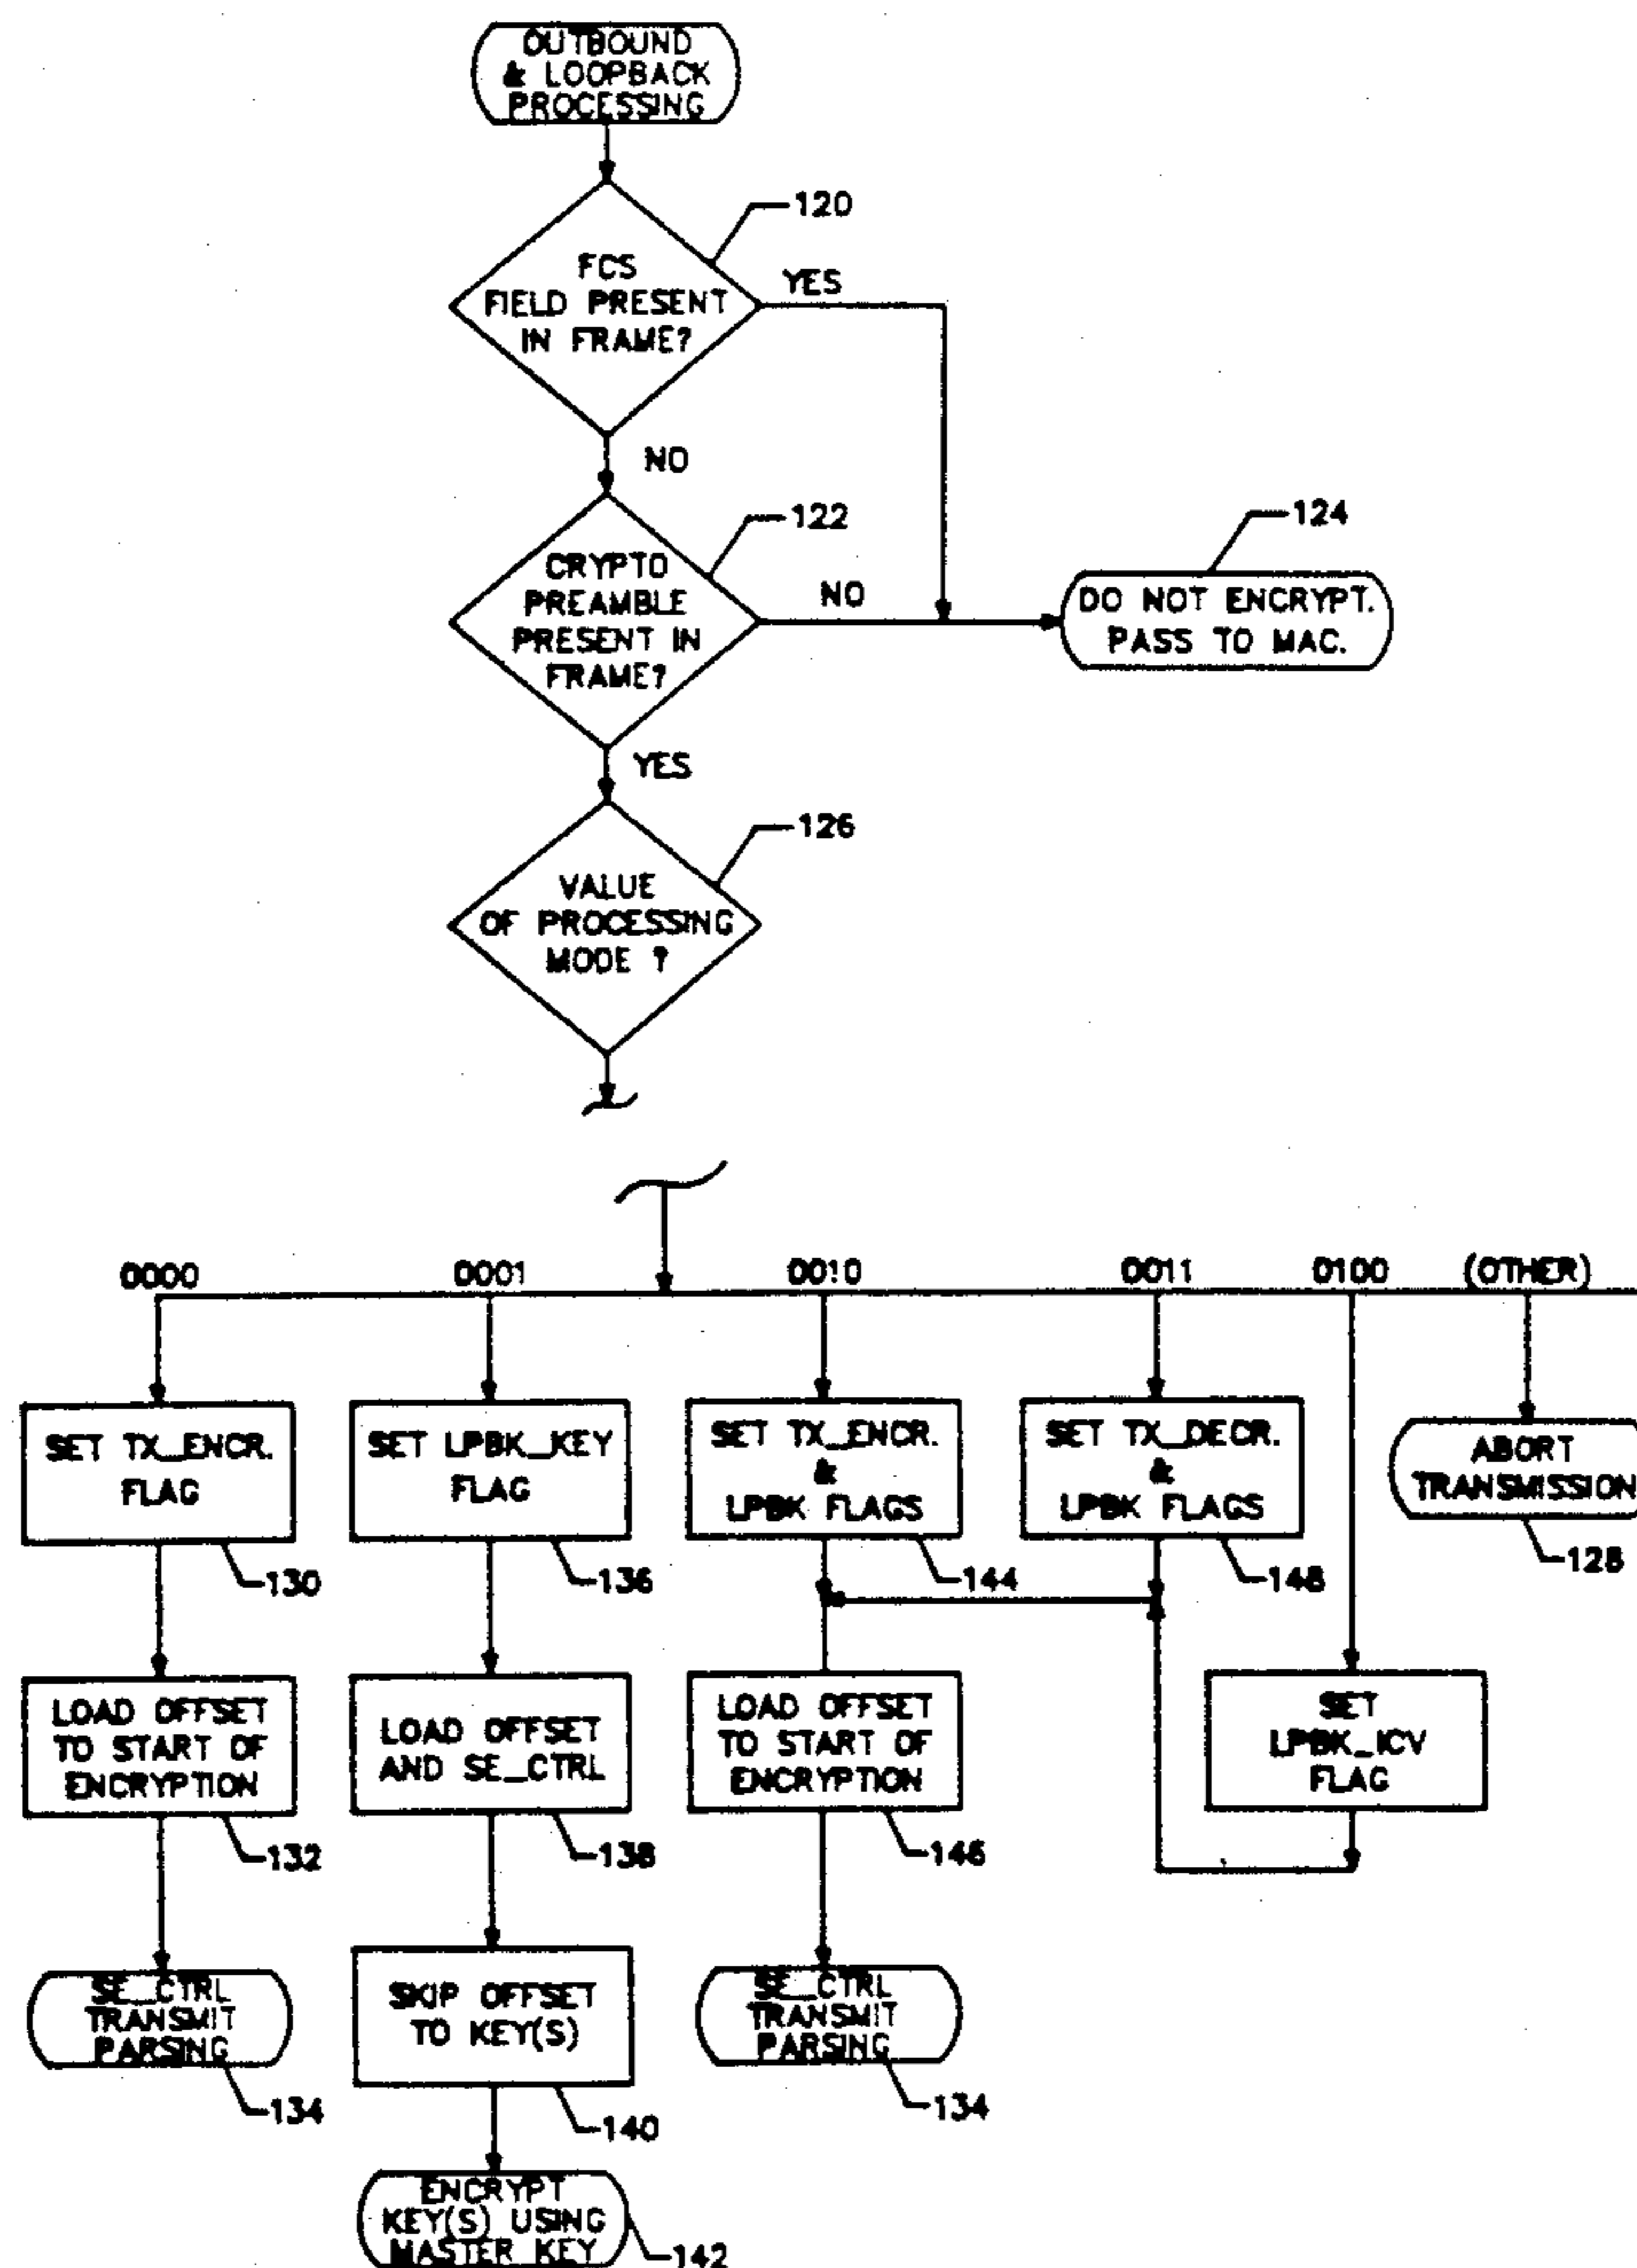 OUTBOUND
& LOOPBACK
PROCESSING
120
FCS
FIELD PRESENT
IN FRAME?
YES
NO
122
CRYPTO
PREAMBLE
PRESENT IN
FRAME?
NO
124
DO NOT ENCRYPT.
PASS TO MAC.
YES
126
VALUE
OF PROCESSING
MODE ?
0000
0001
0010
0011
0100
(OTHER)
SET TX_ENCR.
FLAG
130
SET LPBK_KEY
FLAG
136
SET TX_ENCR.
&
LPBK FLAGS
144
SET TX_DECR.
&
LPBK FLAGS
148
ABORT
TRANSMISSION
128
LOAD OFFSET
TO START OF
ENCRYPTION
132
LOAD OFFSET
AND SE_CTRL
138
LOAD OFFSET
TO START OF
ENCRYPTION
146
SET
LPBK_ICV
FLAG
SE_CTRL
TRANSMIT
PARSING
134
SKIP OFFSET
TO KEY(S)
140
SE_CTRL
TRANSMIT
PARSING
134
ENCRYPT
KEY(S) USING
MASTER KEY
142